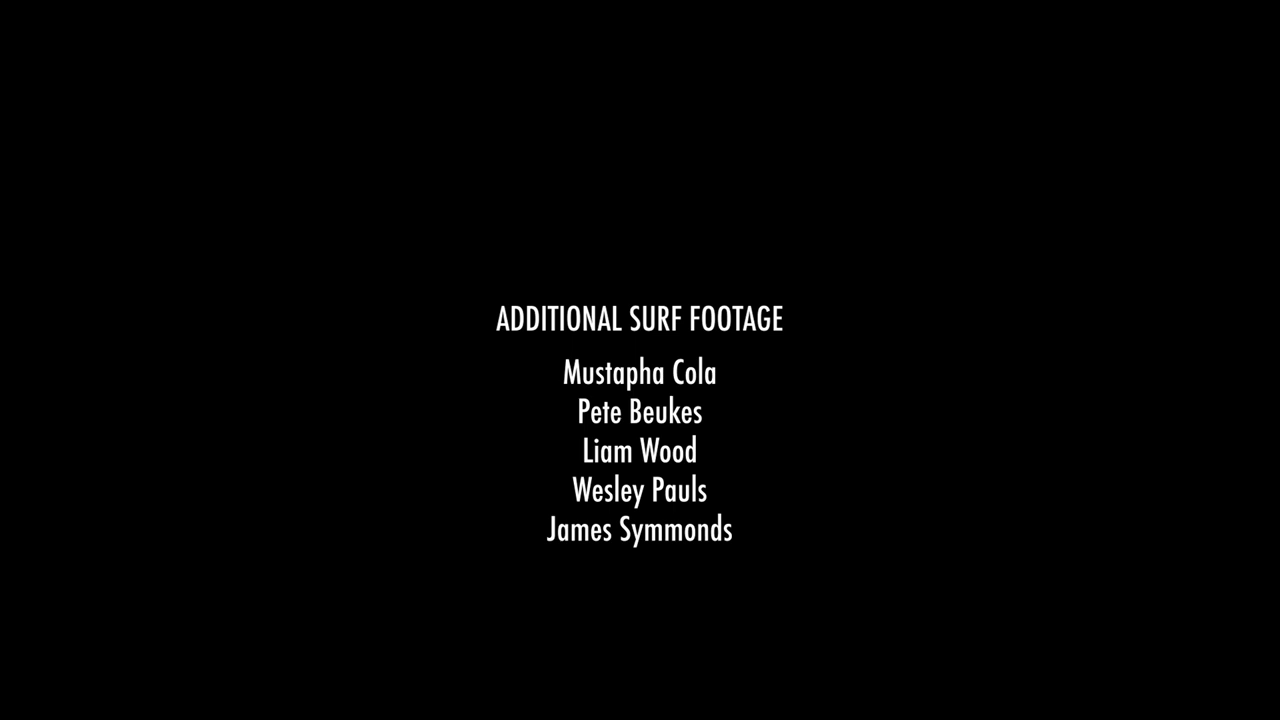 ADDITIONAL SURF FOOTAGE
Mustapha Cola
Pete Beukes
Liam Wood
Wesley Pauls
James Symmonds